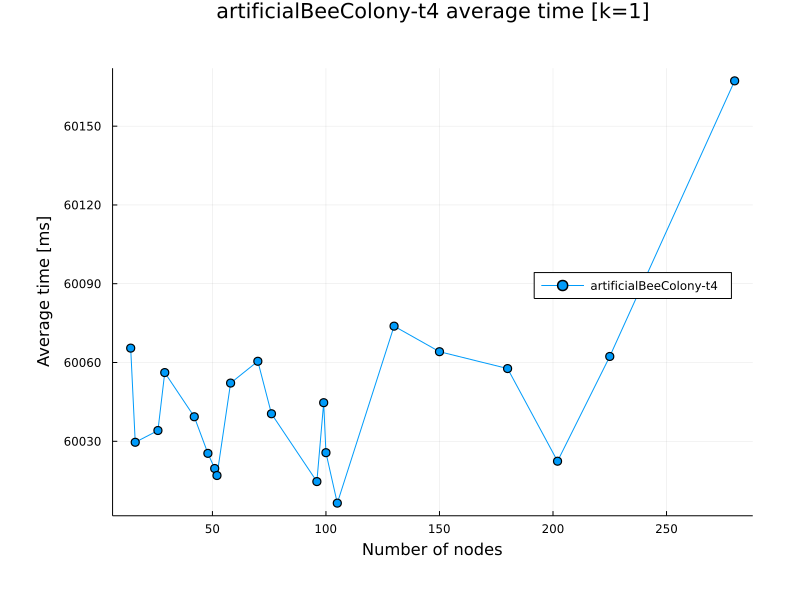 artificialBeeColony-t4 average time [k=1]
60150
60120
60090
60060
60030
Average time [ms]
artificialBeeColony-t4
50
100
150
200
250
Number of nodes